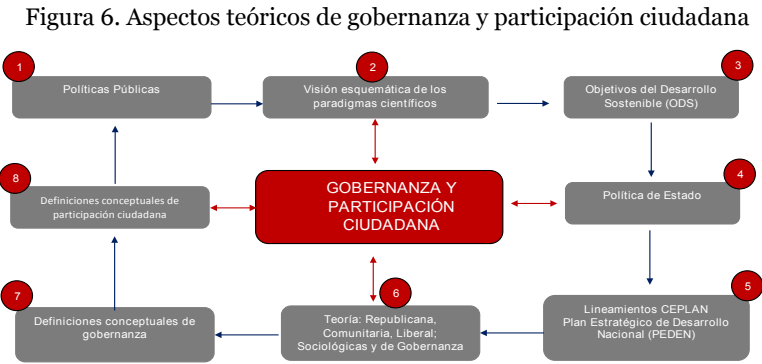 Figura 6. Aspectos teóricos de gobernanza y participación ciudadana
1
Políticas Públicas
2
Visión esquemática de los
paradigmas científicos
3
Objetivos del Desarrollo
Sostenible (ODS)
8
Definiciones conceptuales de
participación ciudadana
GOBERNANZA Y
PARTICIPACIÓN
CIUDADANA
4
Política de Estado
7
Definiciones conceptuales de
gobernanza
6
Teoría: Republicana,
Comunitaria, Liberal;
Sociológicas y de Gobernanza
5
Lineamientos CEPLAN
Plan Estratégico de Desarrollo
Nacional (PEDEN)